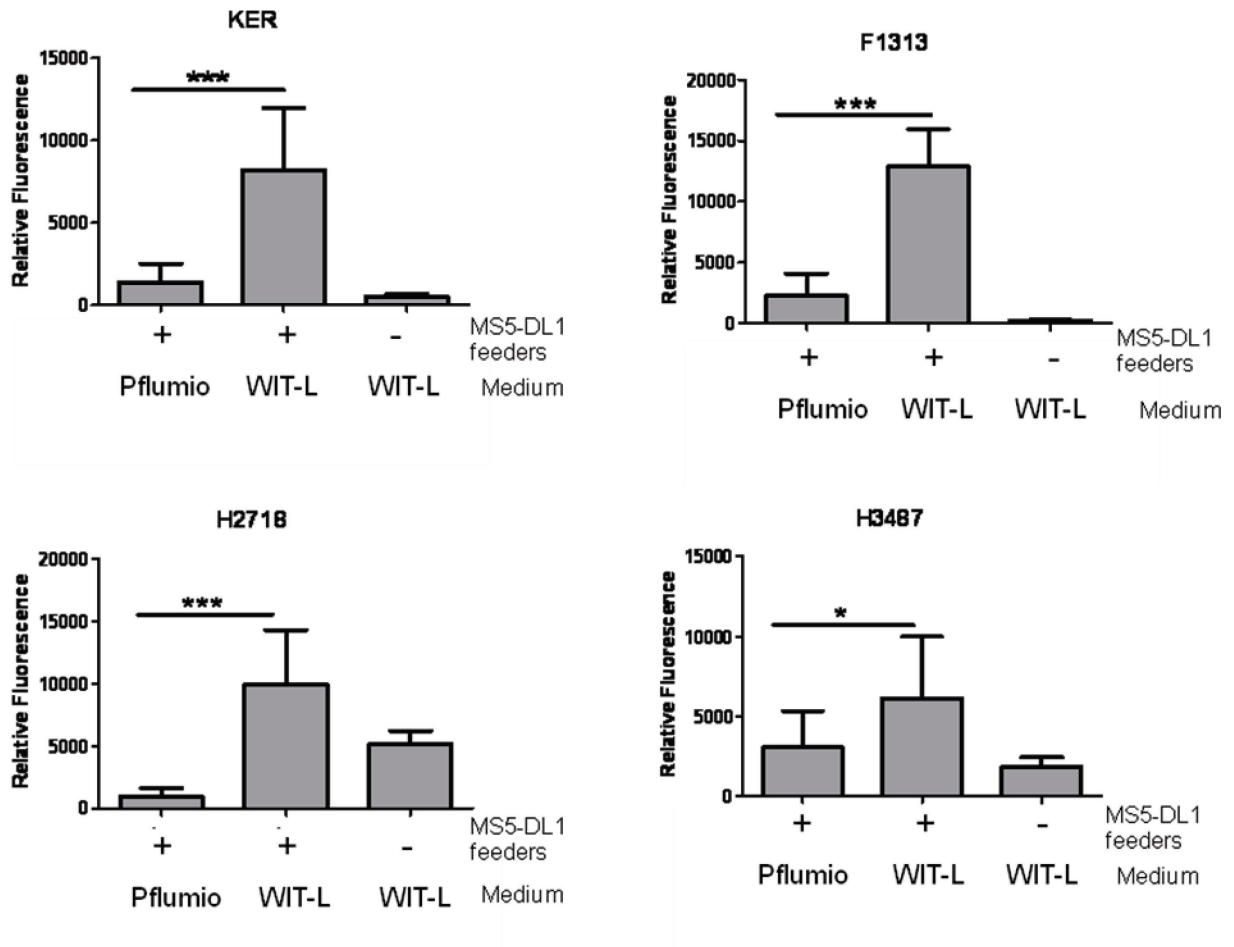 KER
Relative Fluorescence
15000
10000
5000
0
***
+ + - MS5-DL1
feeders
Pflumio WIT-L WIT-L Medium
F1313
Relative Fluorescence
20000
15000
10000
5000
0
***
+ + - MS5-DL1
feeders
Pflumio WIT-L WIT-L Medium
H2718
Relative Fluorescence
20000
15000
10000
5000
0
***
+ + - MS5-DL1
feeders
Pflumio WIT-L WIT-L Medium
H3487
Relative Fluorescence
15000
10000
5000
0
*
+ + - MS5-DL1
feeders
Pflumio WIT-L WIT-L Medium